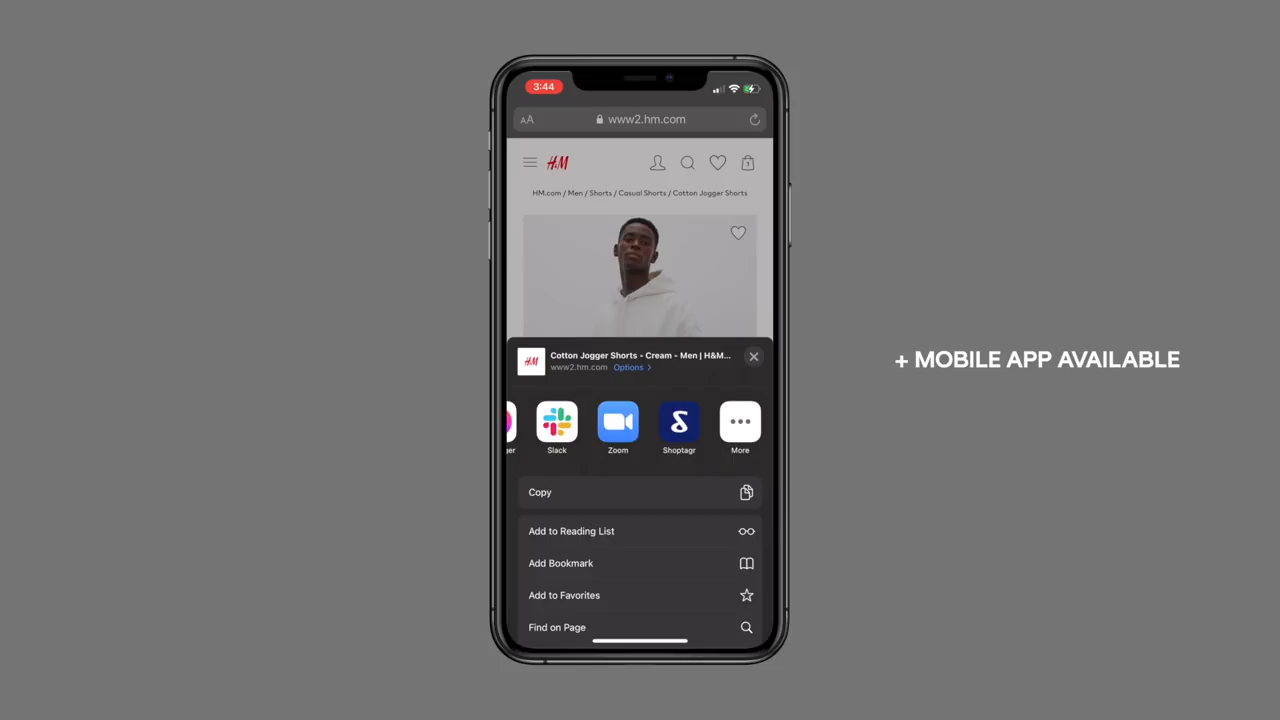 3:44
AA
www2.hm.com
H&M
1
HM.com / Men / Shorts / Casual Shorts / Cotton Jogger Shorts
H&M
Cotton Jogger Shorts - Cream - Men | H&M...
www2.hm.com Options >
ger
Slack
Zoom
Shoptagr
More
Copy
Add to Reading List
Add Bookmark
Add to Favorites
Find on Page
+ MOBILE APP AVAILABLE